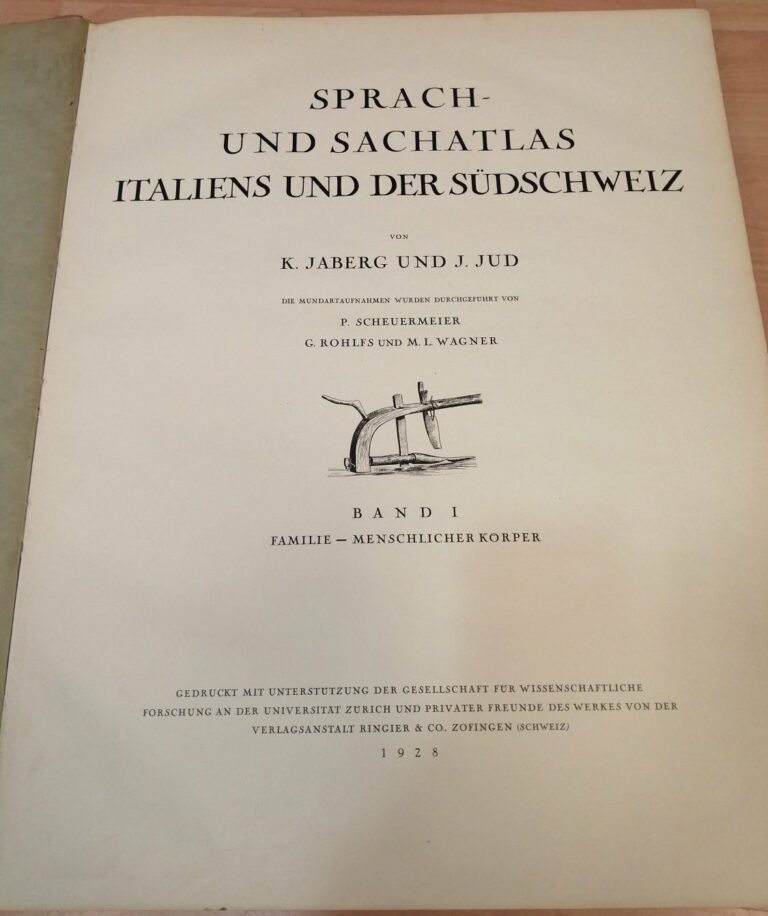 SPRACH-
UND SACHATLAS
ITALIENS UND DER SÜDSCHWEIZ
VON
K. JABERG UND J. JUD
DIE MUNDARTAUFNAHMEN WURDEN DURCHGEFÜHRT VON
P. SCHEUERMEIER
G. ROHLFS UND M. L. WAGNER
BAND I
FAMILIE — MENSCHLICHER KÖRPER
GEDRUCKT MIT UNTERSTÜTZUNG DER GESELLSCHAFT FÜR WISSENSCHAFTLICHE
FORSCHUNG AN DER UNIVERSITÄT ZÜRICH UND PRIVATER FREUNDE DES WERKES VON DER
VERLAGSANSTALT RINGIER & CO., ZOFINGEN (SCHWEIZ)
1928